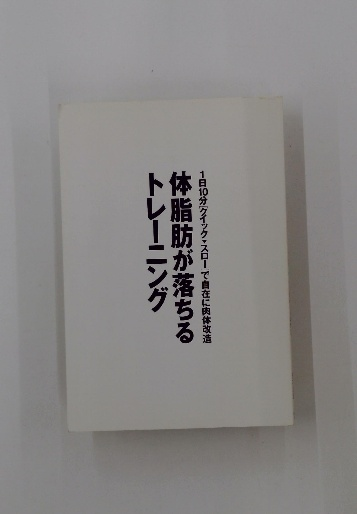 1日10分「クイック・スロー」で自在に肉体改造
体脂肪が落ちる
トレーニング